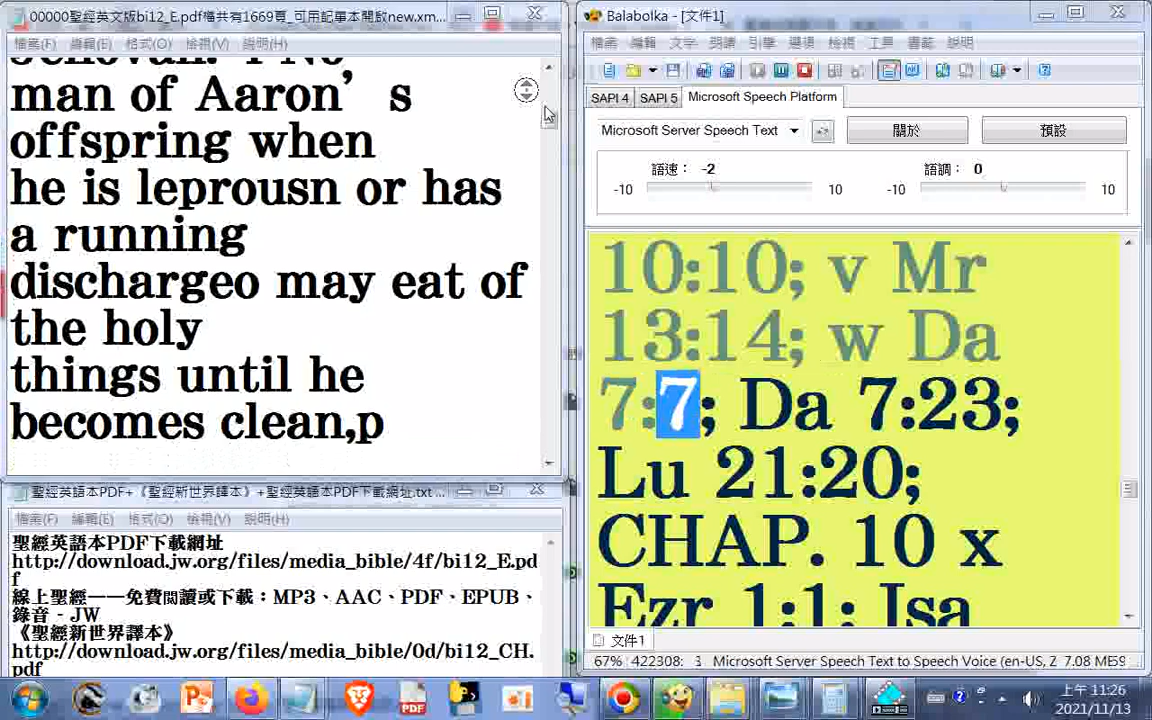 00000聖經英文版bi12_E.pdf檔共有1669頁_可用記事本開啟new.xm...
檔案(F) 編輯(E) 格式(O) 檢視(V) 說明(H)
man of Aaron’s
offspring when
he is leprousn or has
a running
dischargeo may eat of
the holy
things until he
becomes clean,p
聖經英語本PDF+《聖經新世界譯本》+聖經英語本PDF下載網址.txt ...
檔案(F) 編輯(E) 格式(O) 檢視(V) 說明(H)
聖經英語本PDF下載網址
http://download.jw.org/files/media_bible/4f/bi12_E.pd
f
線上聖經——免費閱讀或下載：MP3、AAC、PDF、EPUB、
錄音 - JW
《聖經新世界譯本》
http://download.jw.org/files/media_bible/0d/bi12_CH.
pdf
Balabolka - [文件1]
檔案 編輯 文字 朗讀 引擎 選項 檢視 工具 書籤 說明
SAPI 4 SAPI 5 Microsoft Speech Platform
Microsoft Server Speech Text 關於 預設
語速： -2 語調： 0
-10 10 -10 10
10:10; v Mr
13:14; w Da
7:7; Da 7:23;
Lu 21:20;
CHAP. 10 x
Ezr 1:1; Isa
文件1
67% 422308: 1 Microsoft Server Speech Text to Speech Voice (en-US, Z 7.08 ME59
上午 11:26
2021/11/13